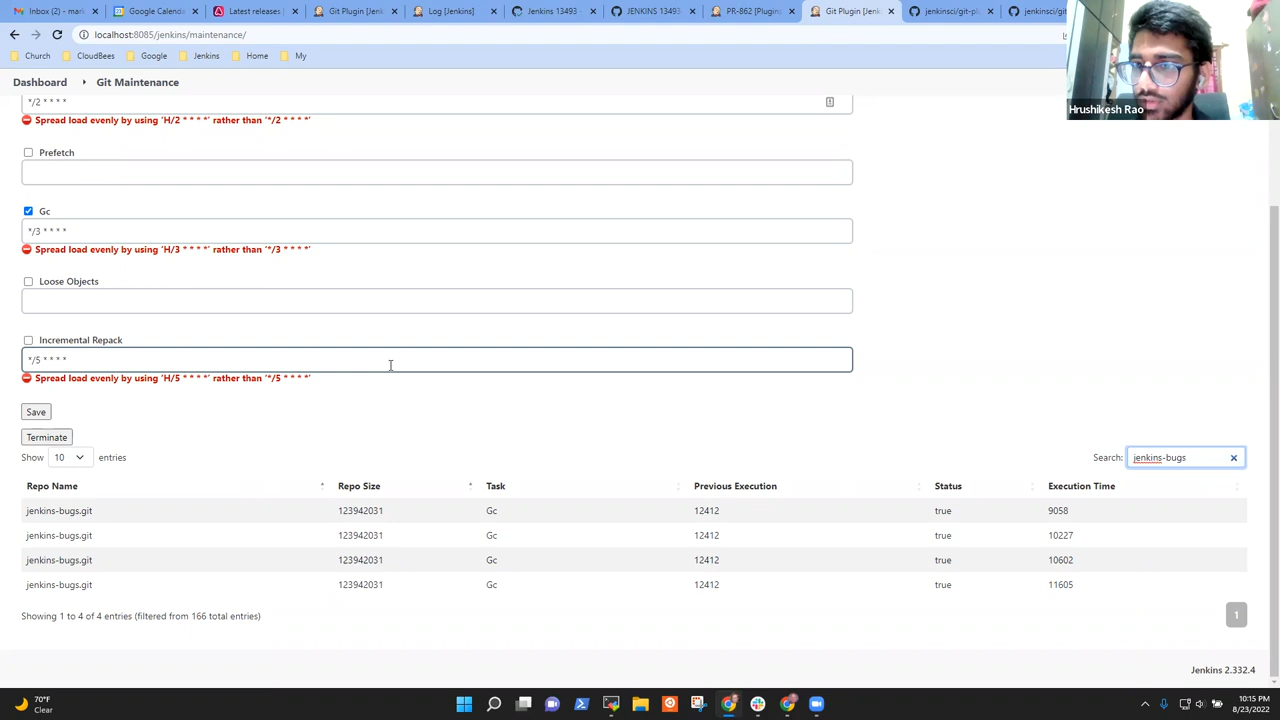 Inbox (20) - mark
Google Calenda
Latest releases |
Git Plugin [Jenk
Log [Jenkins]
Jenkins 13493 -
JENKINS 13493-
PR-862 [Plugins
Git Plugin [Jenk
jenkinsci/git-pl
jenkinsci/git
localhost:8085/jenkins/maintenance/
Church CloudBees Google Jenkins Home My
Dashboard Git Maintenance
Hrushikesh Rao
*/2 * * * *
Spread load evenly by using ‘H/2 * * * *’ rather than ‘*/2 * * * *’
Prefetch
Gc
*/3 * * * *
Spread load evenly by using ‘H/3 * * * *’ rather than ‘*/3 * * * *’
Loose Objects
Incremental Repack
*/5 * * * *
Spread load evenly by using ‘H/5 * * * *’ rather than ‘*/5 * * * *’
Save
Terminate
Show 10 entries Search: jenkins-bugs
Repo Name Repo Size Task Previous Execution Status Execution Time
jenkins-bugs.git 123942031 Gc 12412 true 9058
jenkins-bugs.git 123942031 Gc 12412 true 10227
jenkins-bugs.git 123942031 Gc 12412 true 10602
jenkins-bugs.git 123942031 Gc 12412 true 11605
Showing 1 to 4 of 4 entries (filtered from 166 total entries) 1
Jenkins 2.332.4
70°F
Clear
10:15 PM
8/23/2022